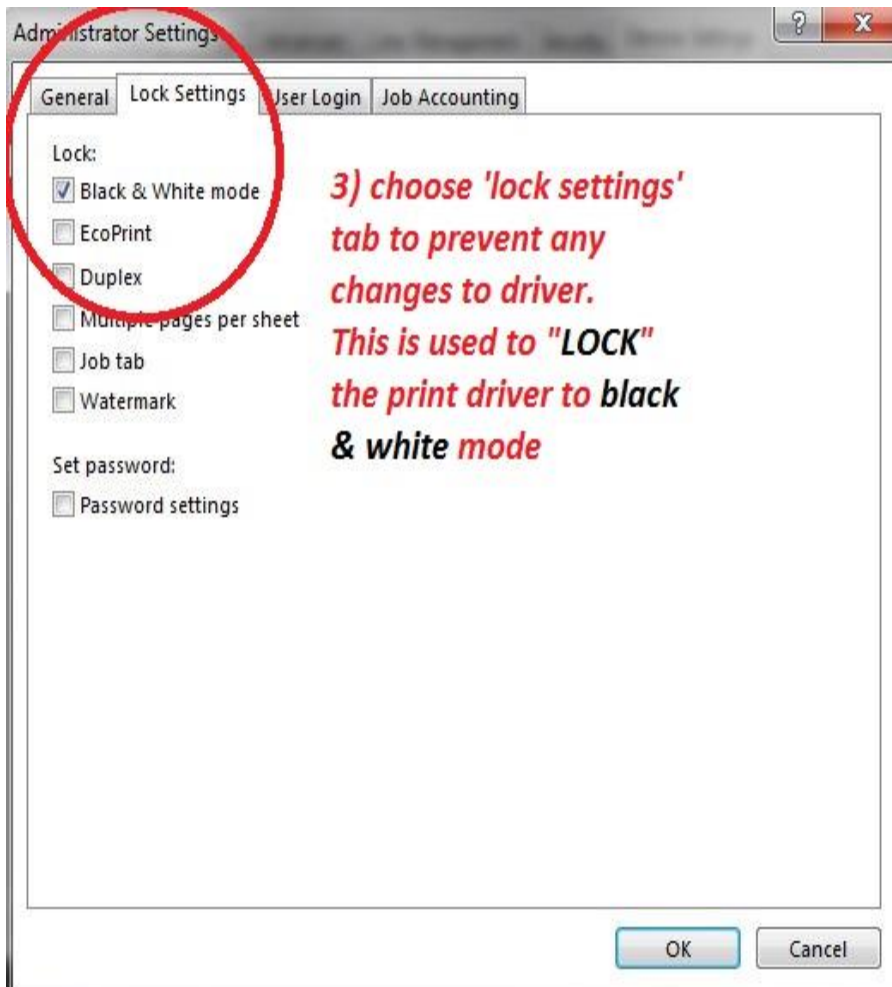 Administrator Settings
General Lock Settings User Login Job Accounting
Lock:
Black & White mode
EcoPrint
Duplex
Multiple pages per sheet
Job tab
Watermark
Set password:
Password settings
3) choose 'lock settings'
tab to prevent any
changes to driver.
This is used to "LOCK"
the print driver to black
& white mode
OK Cancel